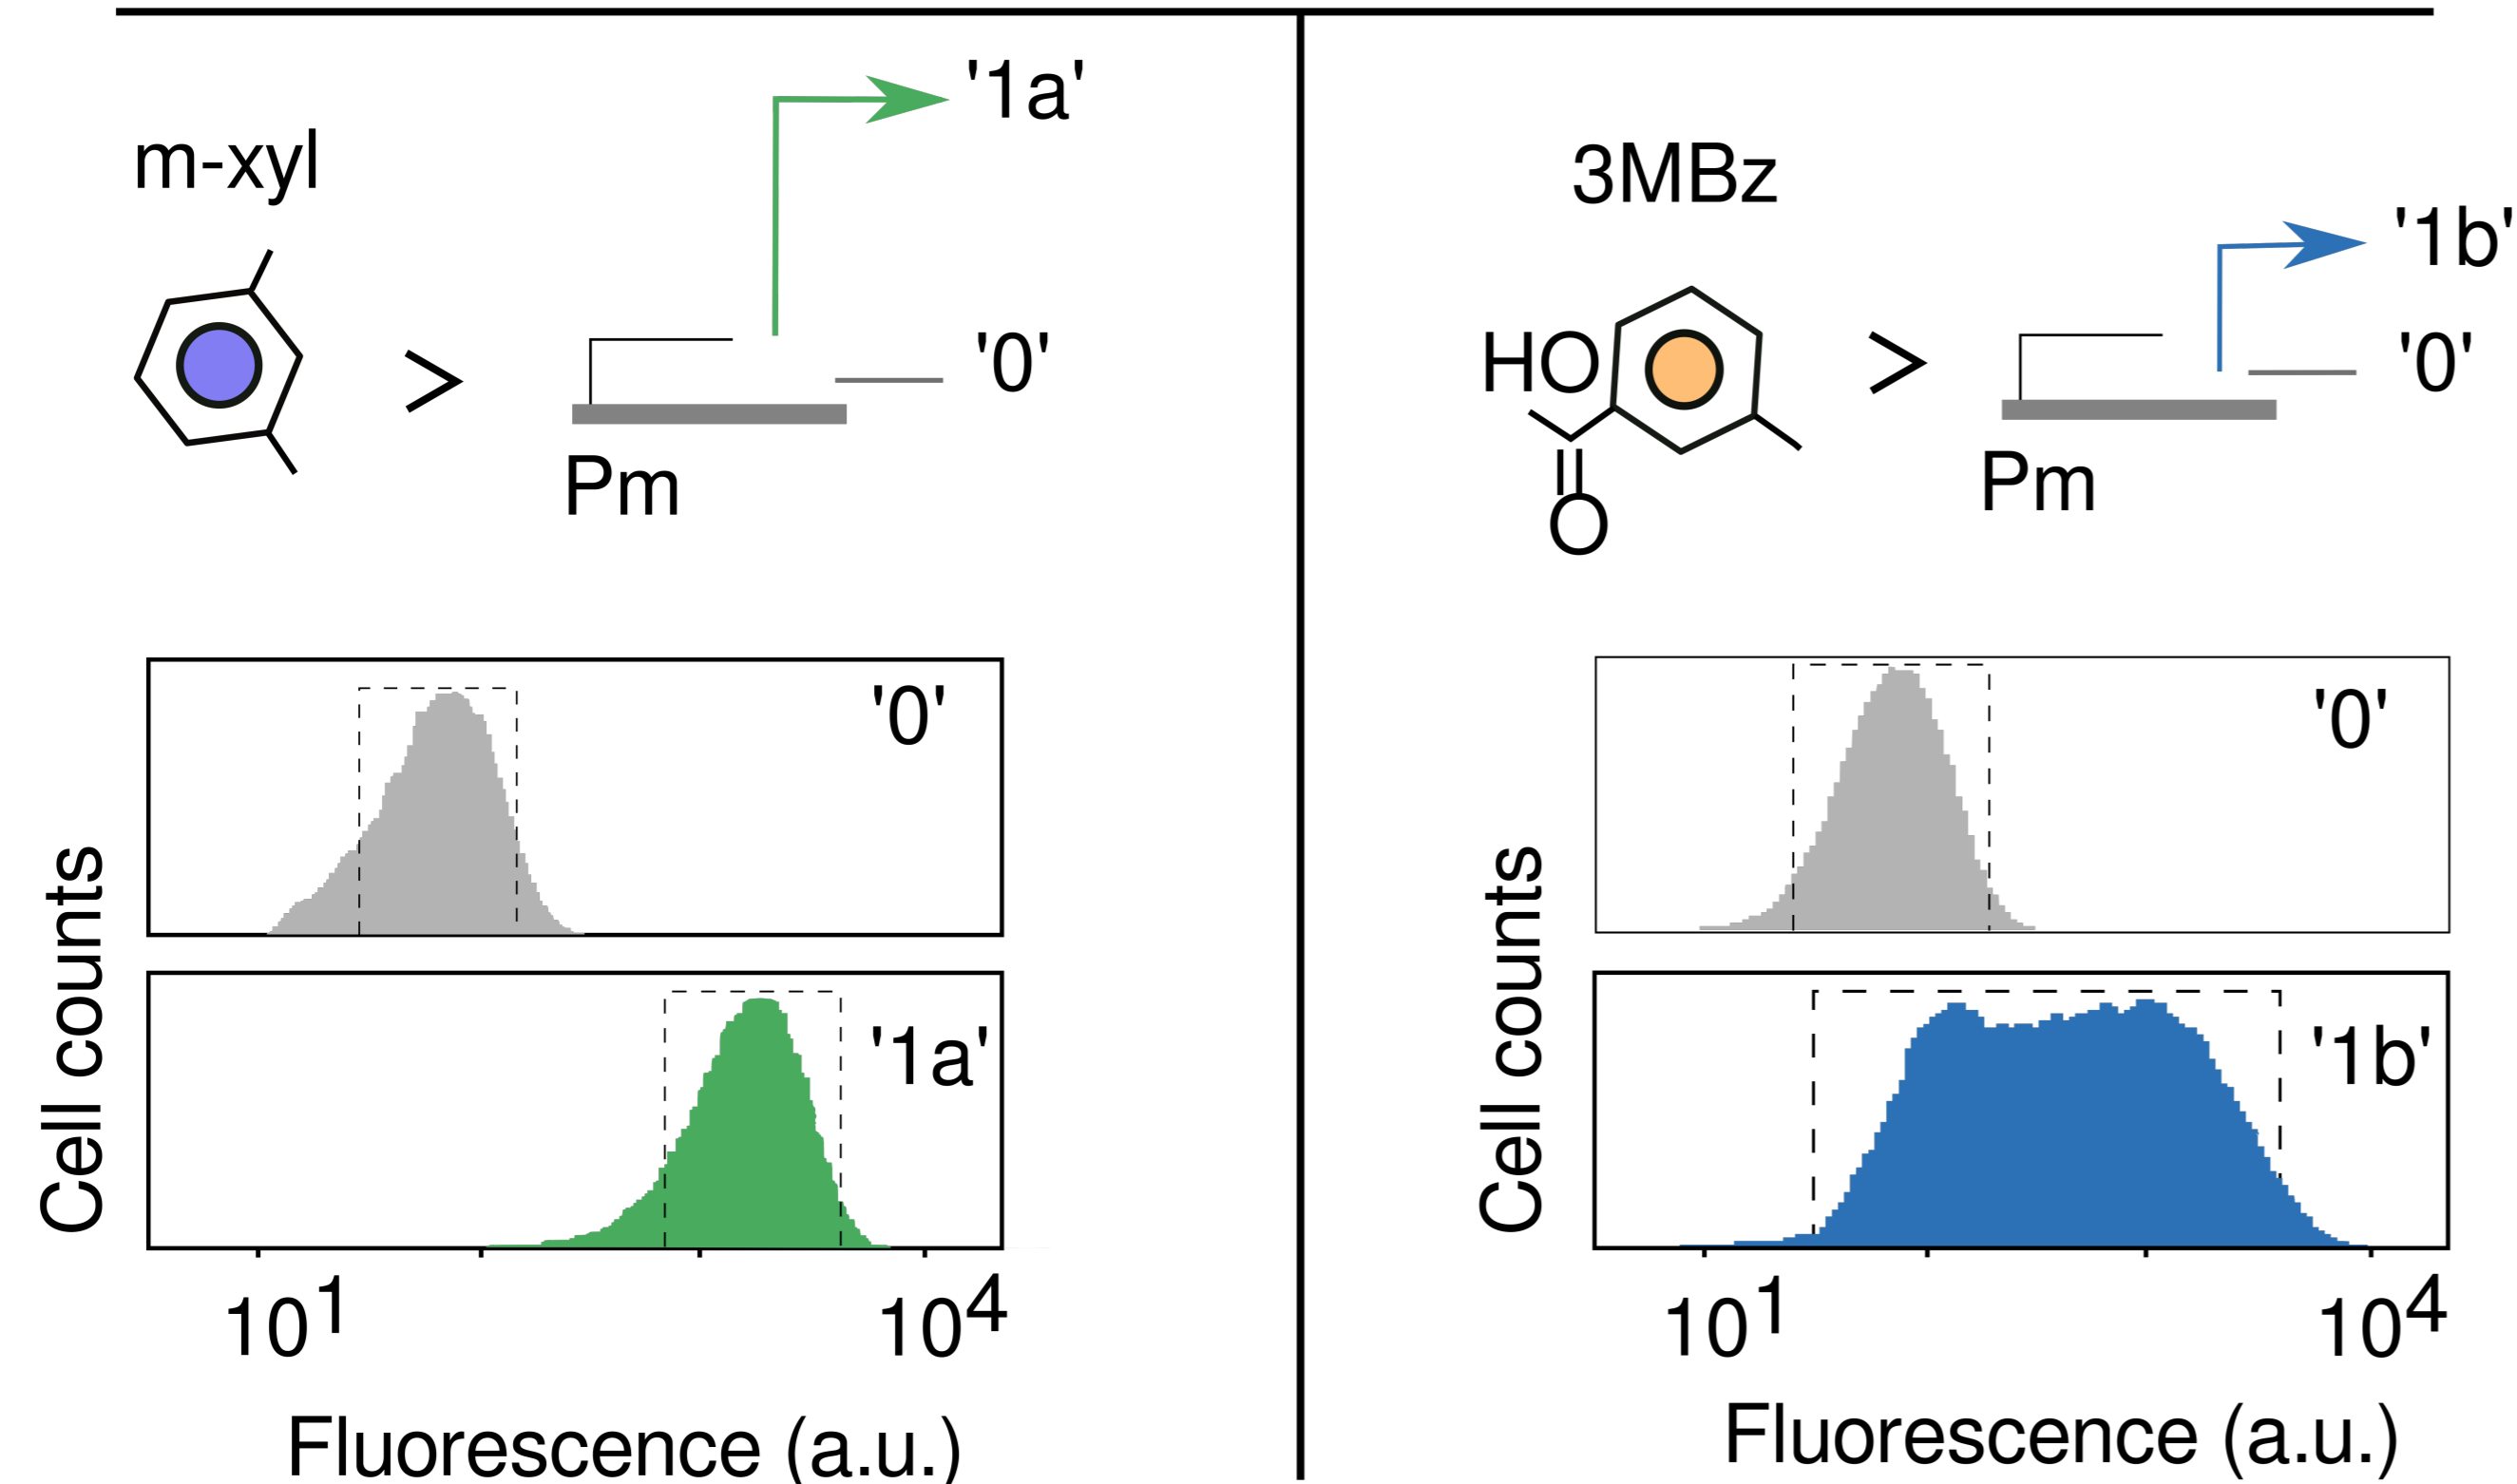 '1a'
m-xyl
'0'
>
Pm
'0'
'1a'
Cell counts
10^1
10^4
Fluorescence (a.u.)
3MBz
'1b'
HO
>
'0'
Pm
O
'0'
'1b'
Cell counts
10^1
10^4
Fluorescence (a.u.)